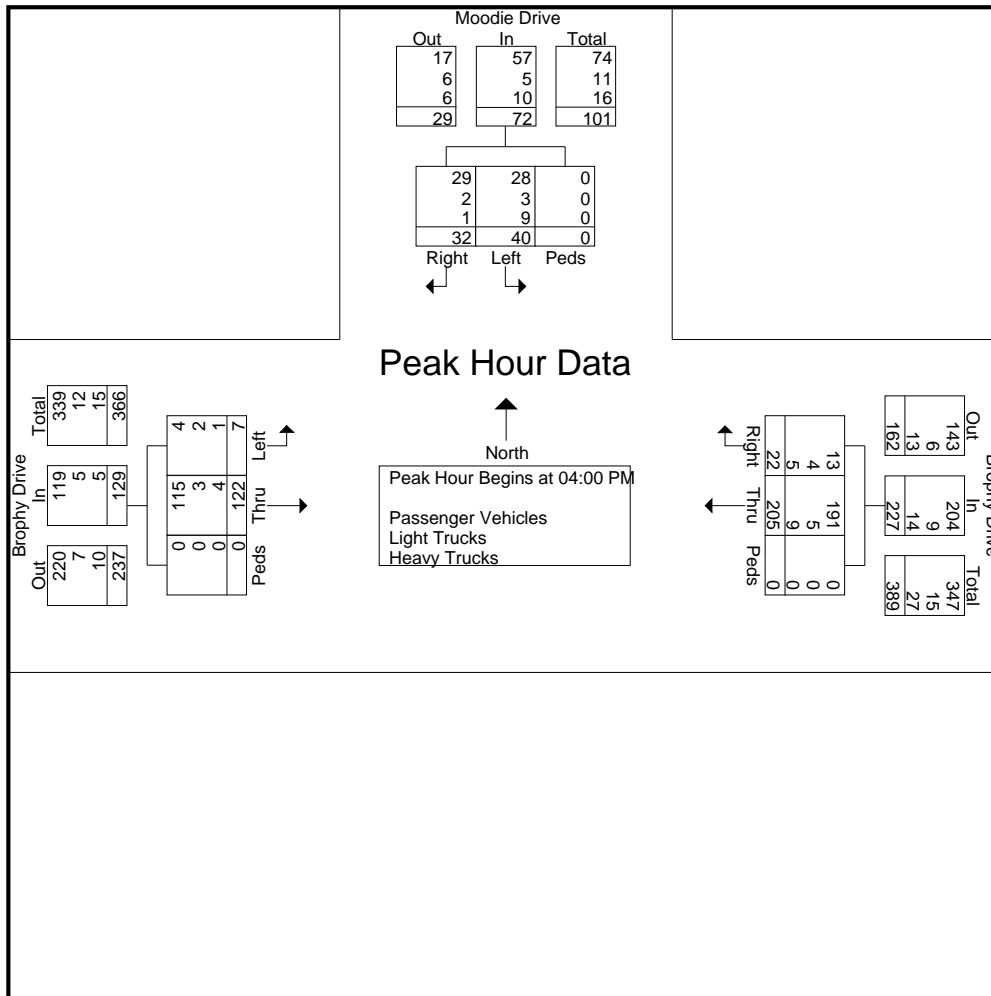 Moodie Drive
Out In Total
17 57 74
6 5 11
6 10 16
29 72 101
29 28 0
2 3 0
1 9 0
32 40 0
Right Left Peds
Peak Hour Data
North
Peak Hour Begins at 04:00 PM
Passenger Vehicles
Light Trucks
Heavy Trucks
Brophy Drive
Out In Total
220 119 339
7 5 12
10 5 15
237 129 366
Peds Thru Left
0 115 4
0 3 2
0 4 1
0 122 7
Brophy Drive
Out In Total
143 204 347
6 9 15
13 14 27
162 227 389
Right Thru Peds
13 191 0
4 5 0
5 9 0
22 205 0